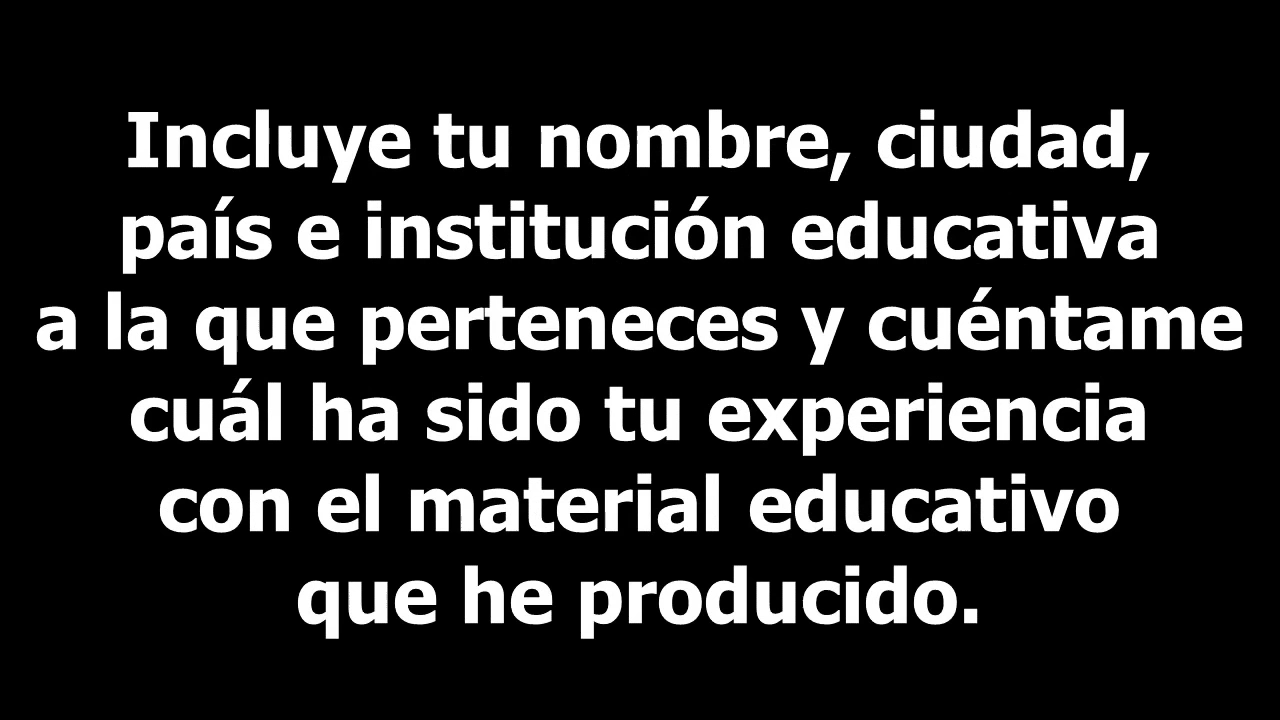 Incluye tu nombre, ciudad,
país e institución educativa
a la que perteneces y cuéntame
cuál ha sido tu experiencia
con el material educativo
que he producido.